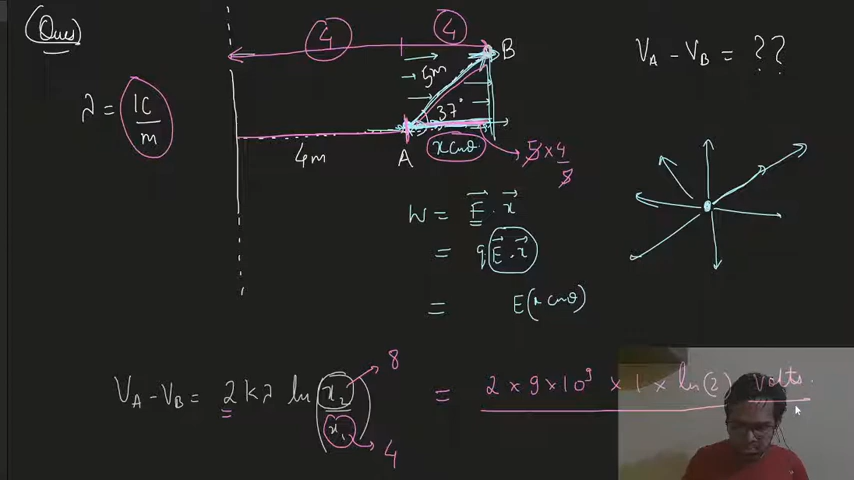 Ques
4
4
B
V_A - V_B = ??
5m
λ = 1C/m
37°
4m
A
x cosθ
5 × 4/5
W = F⃗ · x⃗
= q E⃗ · x⃗
= E(x cosθ)
V_A - V_B = 2kλ ln(x₂/x₁) = 2 × 9 × 10⁹ × 1 × ln(2) volts.
8
4